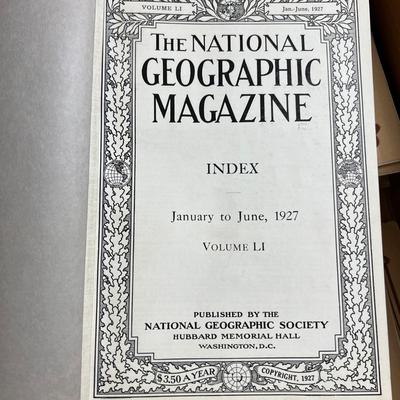 VOLUME LI
Jan.-June, 1927
THE NATIONAL
GEOGRAPHIC
MAGAZINE
INDEX
January to June, 1927
VOLUME LI
PUBLISHED BY THE
NATIONAL GEOGRAPHIC SOCIETY
HUBBARD MEMORIAL HALL
WASHINGTON, D.C.
$3.50 A YEAR
COPYRIGHT, 1927